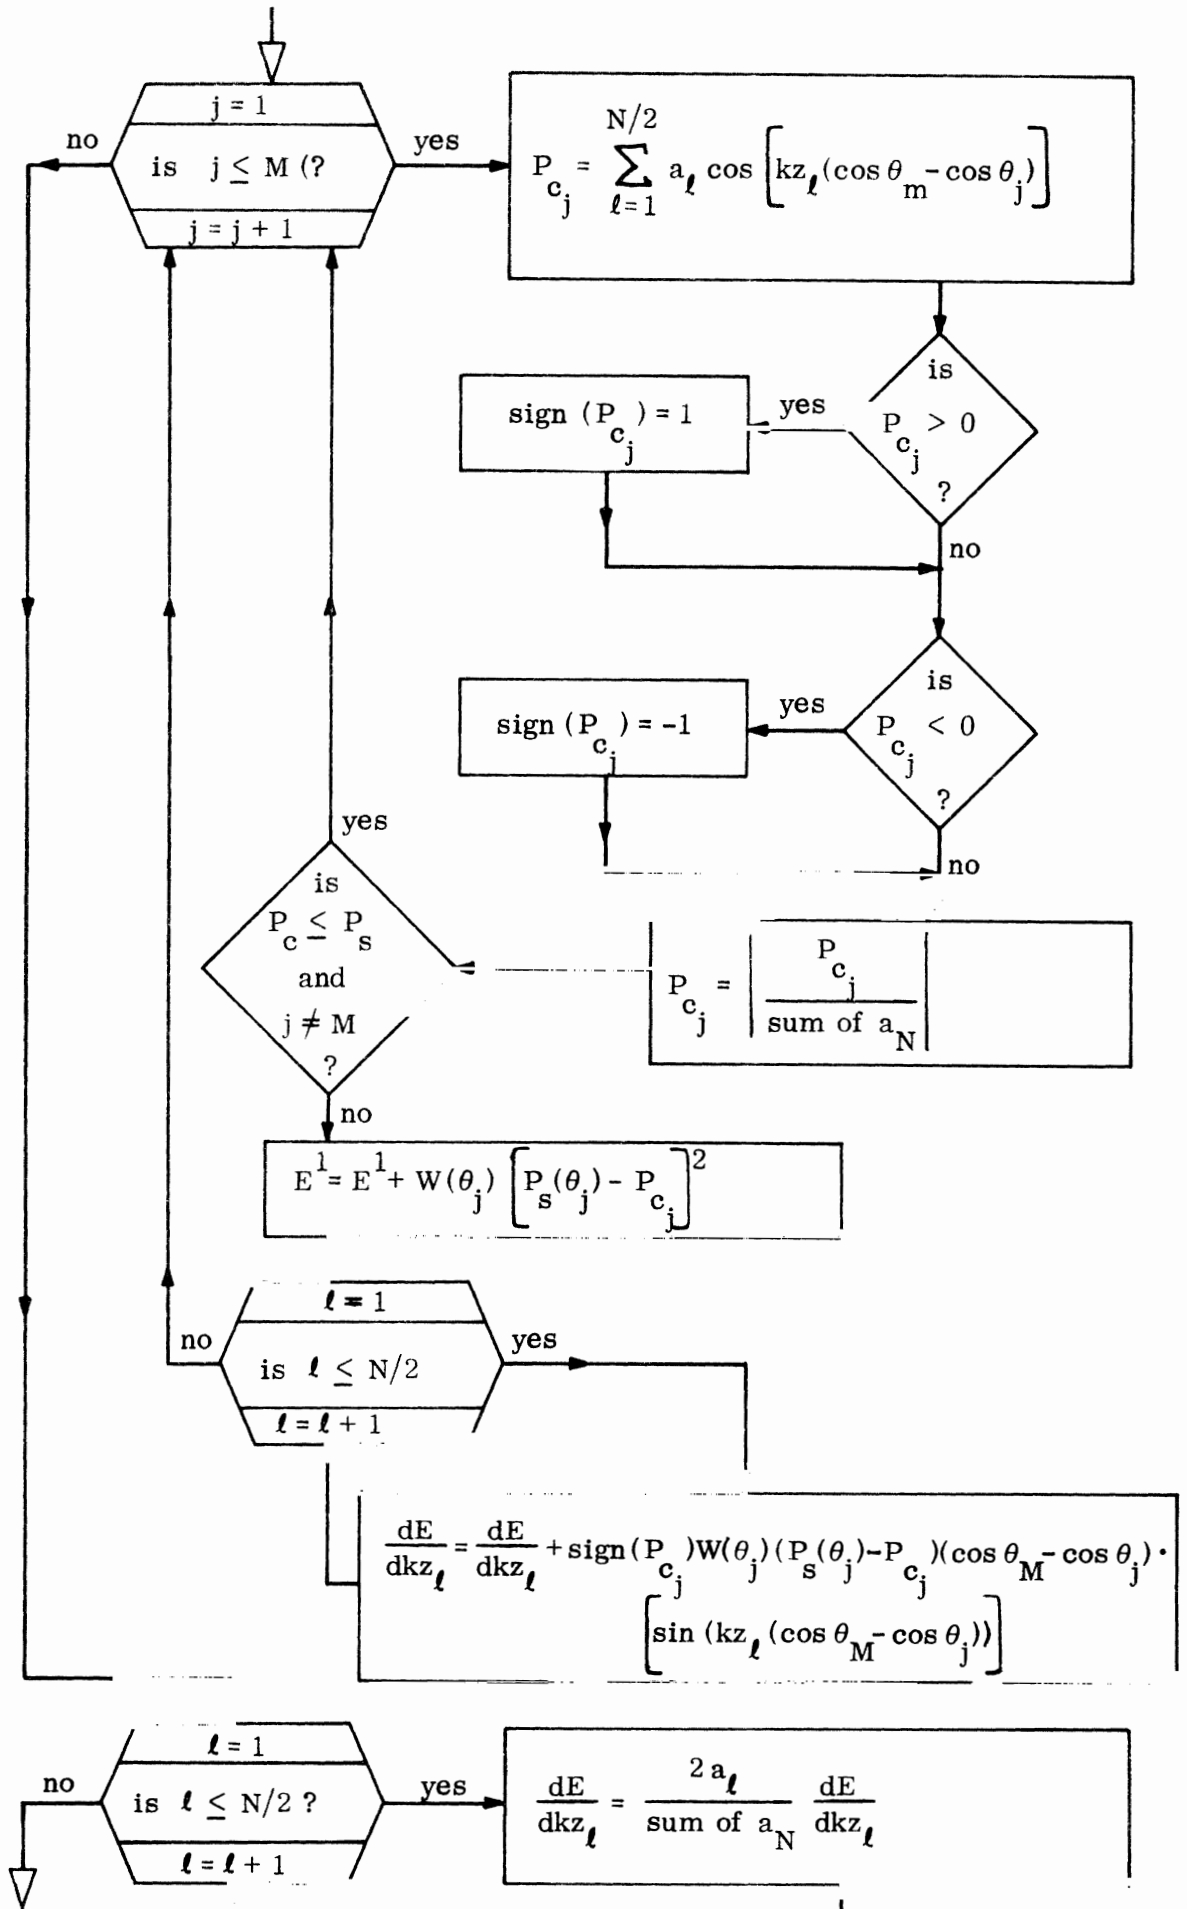 j = 1
no
is j ≤ M (?
yes
j = j + 1
P_{c_j} = \sum_{ℓ=1}^{N/2} a_ℓ cos [kz_ℓ (cos θ_m - cos θ_j)]
is
P_{c_j} > 0
?
yes
no
sign (P_{c_j}) = 1
is
P_{c_j} < 0
?
yes
no
sign (P_{c_j}) = -1
P_{c_j} = | P_{c_j} / sum of a_N |
yes
is
P_c ≤ P_s
and
j ≠ M
?
no
E^1 = E^1 + W(θ_j) [P_s(θ_j) - P_{c_j}]^2
ℓ = 1
no
is ℓ ≤ N/2
yes
ℓ = ℓ + 1
dE/dkz_ℓ = dE/dkz_ℓ + sign (P_{c_j}) W(θ_j) (P_s(θ_j) - P_{c_j}) (cos θ_M - cos θ_j) ·
[sin (kz_ℓ (cos θ_M - cos θ_j))]
ℓ = 1
no
is ℓ ≤ N/2 ?
yes
ℓ = ℓ + 1
dE/dkz_ℓ = 2 a_ℓ / sum of a_N dE/dkz_ℓ